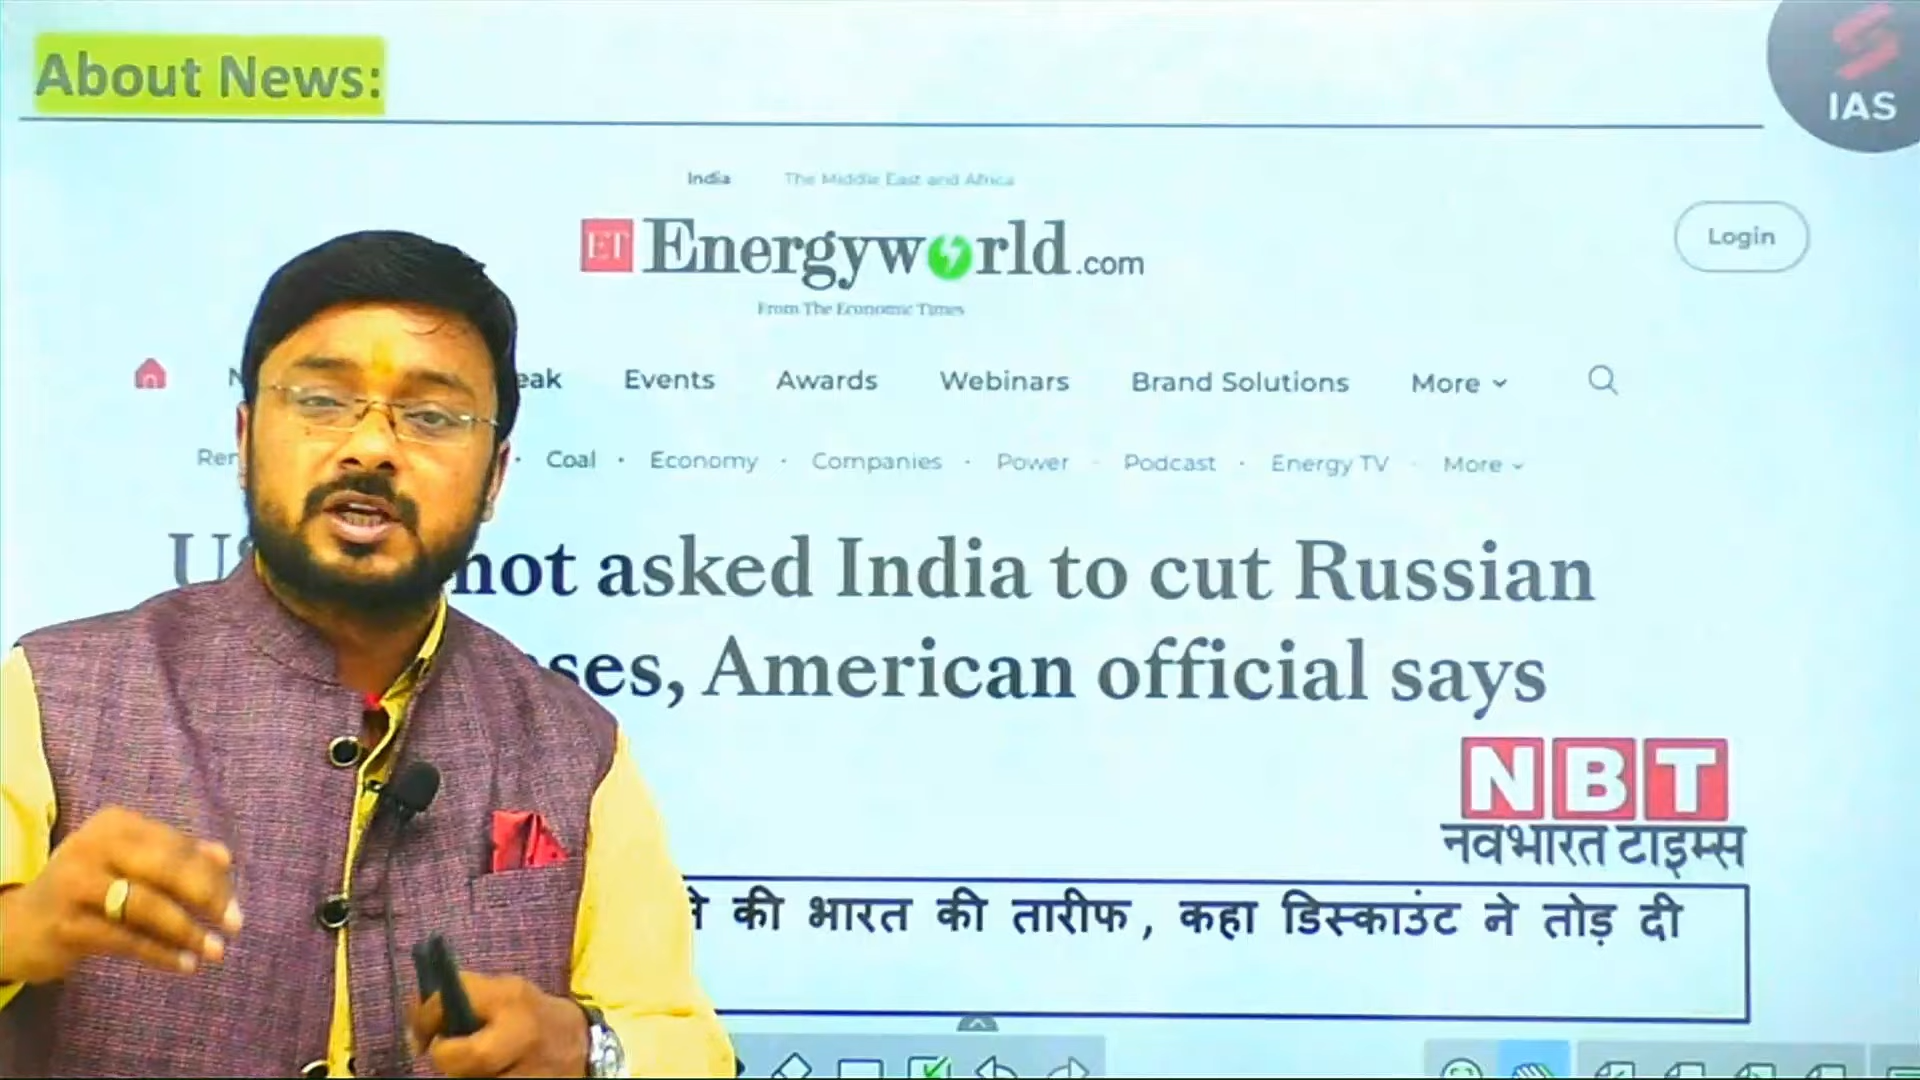 About News:
IAS
India The Middle East and Africa
ET Energyworld.com
Login
From The Economic Times
Events Awards Webinars Brand Solutions More
Coal · Economy · Companies · Power · Podcast · Energy TV · More
not asked India to cut Russian
American official says
NBT
नवभारत टाइम्स
की भारत की तारीफ, कहा डिस्काउंट ने तोड़ दी